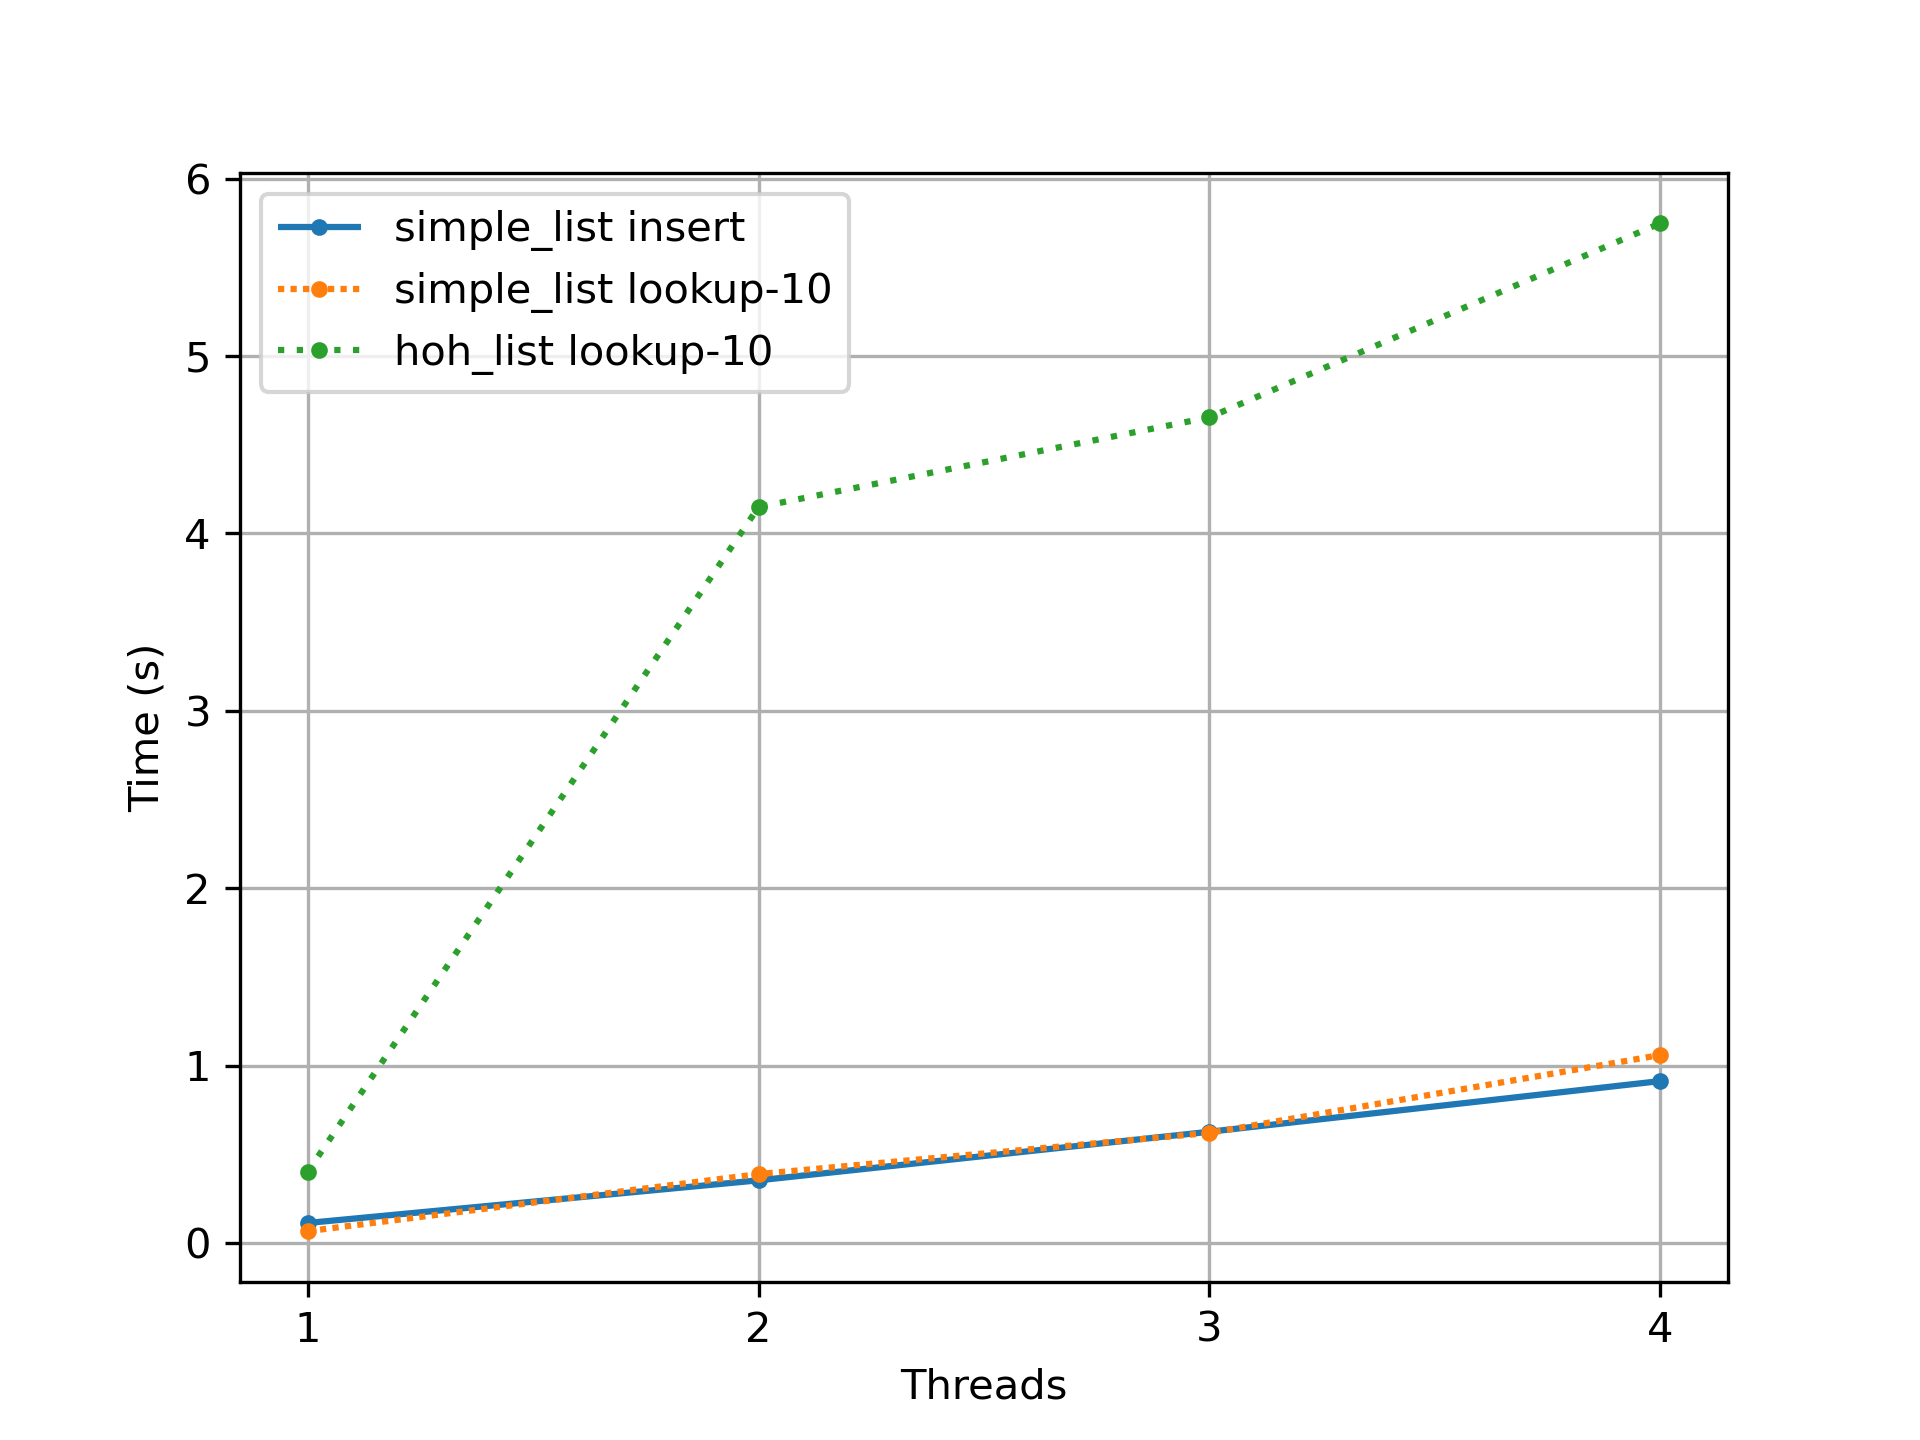 simple_list insert
simple_list lookup-10
hoh_list lookup-10
6
5
4
3
2
1
0
Time (s)
1 2 3 4
Threads